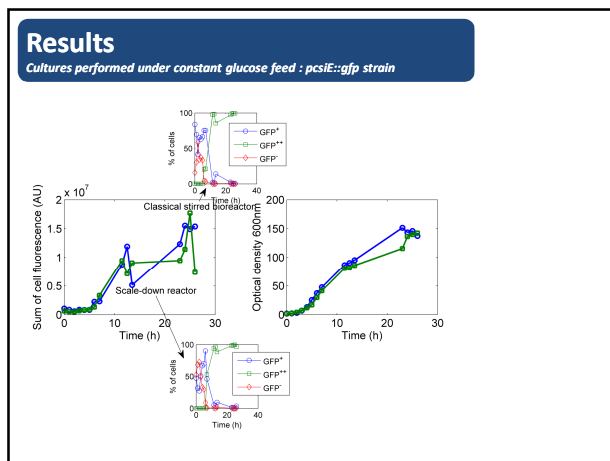 Results
Cultures performed under constant glucose feed : pcsiE::gfp strain
100
50
0
% of cells
0
20
40
Time (h)
GFP+
GFP++
GFP-
Classical stirred bioreactor
2
x 10^7
1.5
1
0.5
0
Sum of cell fluorescence (AU)
0
10
20
30
Time (h)
Scale-down reactor
200
150
100
50
0
Optical density 600nm
0
10
20
30
Time (h)
100
50
0
% of cells
0
20
40
Time (h)
GFP+
GFP++
GFP-